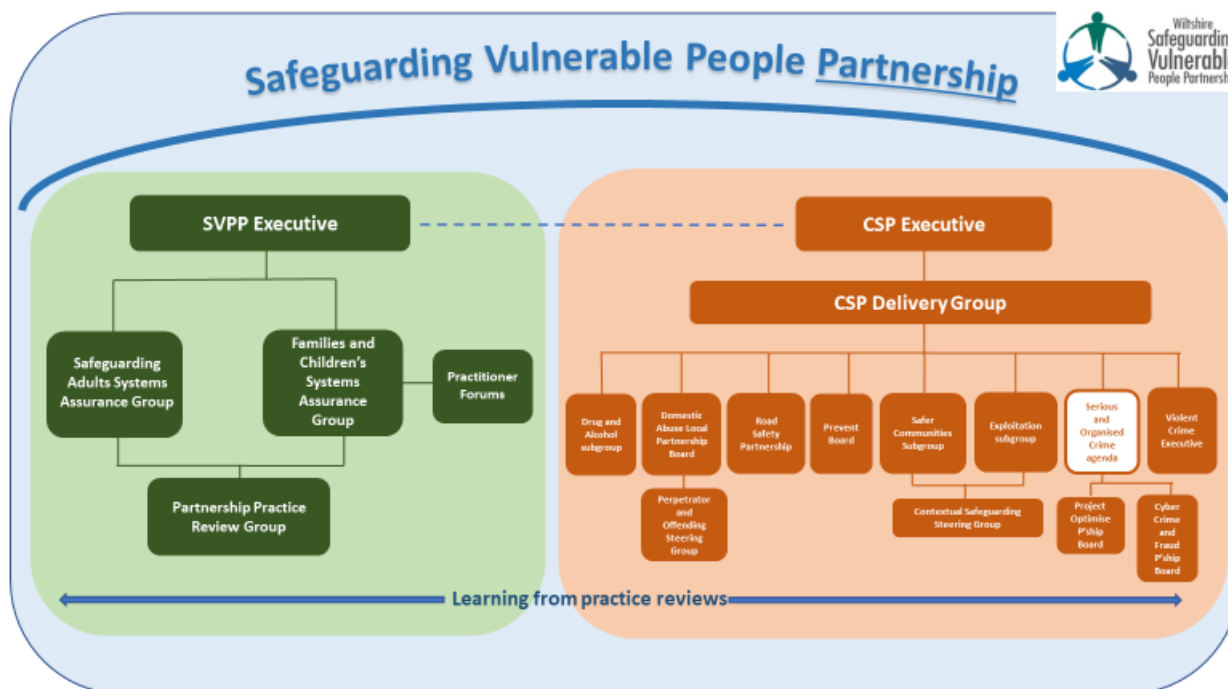 Safeguarding Vulnerable People Partnership
Wiltshire
Safeguarding
Vulnerable
People Partnersh
SVPP Executive
Safeguarding
Adults Systems
Assurance Group
Families and
Children's
Systems
Assurance
Group
Practitioner
Forums
Partnership Practice
Review Group
CSP Executive
CSP Delivery Group
Drug and
Alcohol
subgroup
Domestic
Abuse Local
Partnership
Board
Road
Safety
Partnership
Prevent
Board
Safer
Communities
Subgroup
Exploitation
subgroup
Serious
and
Organised
Crime
agenda
Violent
Crime
Executive
Perpetrator
and
Offending
Steering
Group
Contextual Safeguarding
Steering Group
Project
Optimise
P'ship
Board
Cyber
Crime
and
Fraud
P'ship
Board
Learning from practice reviews